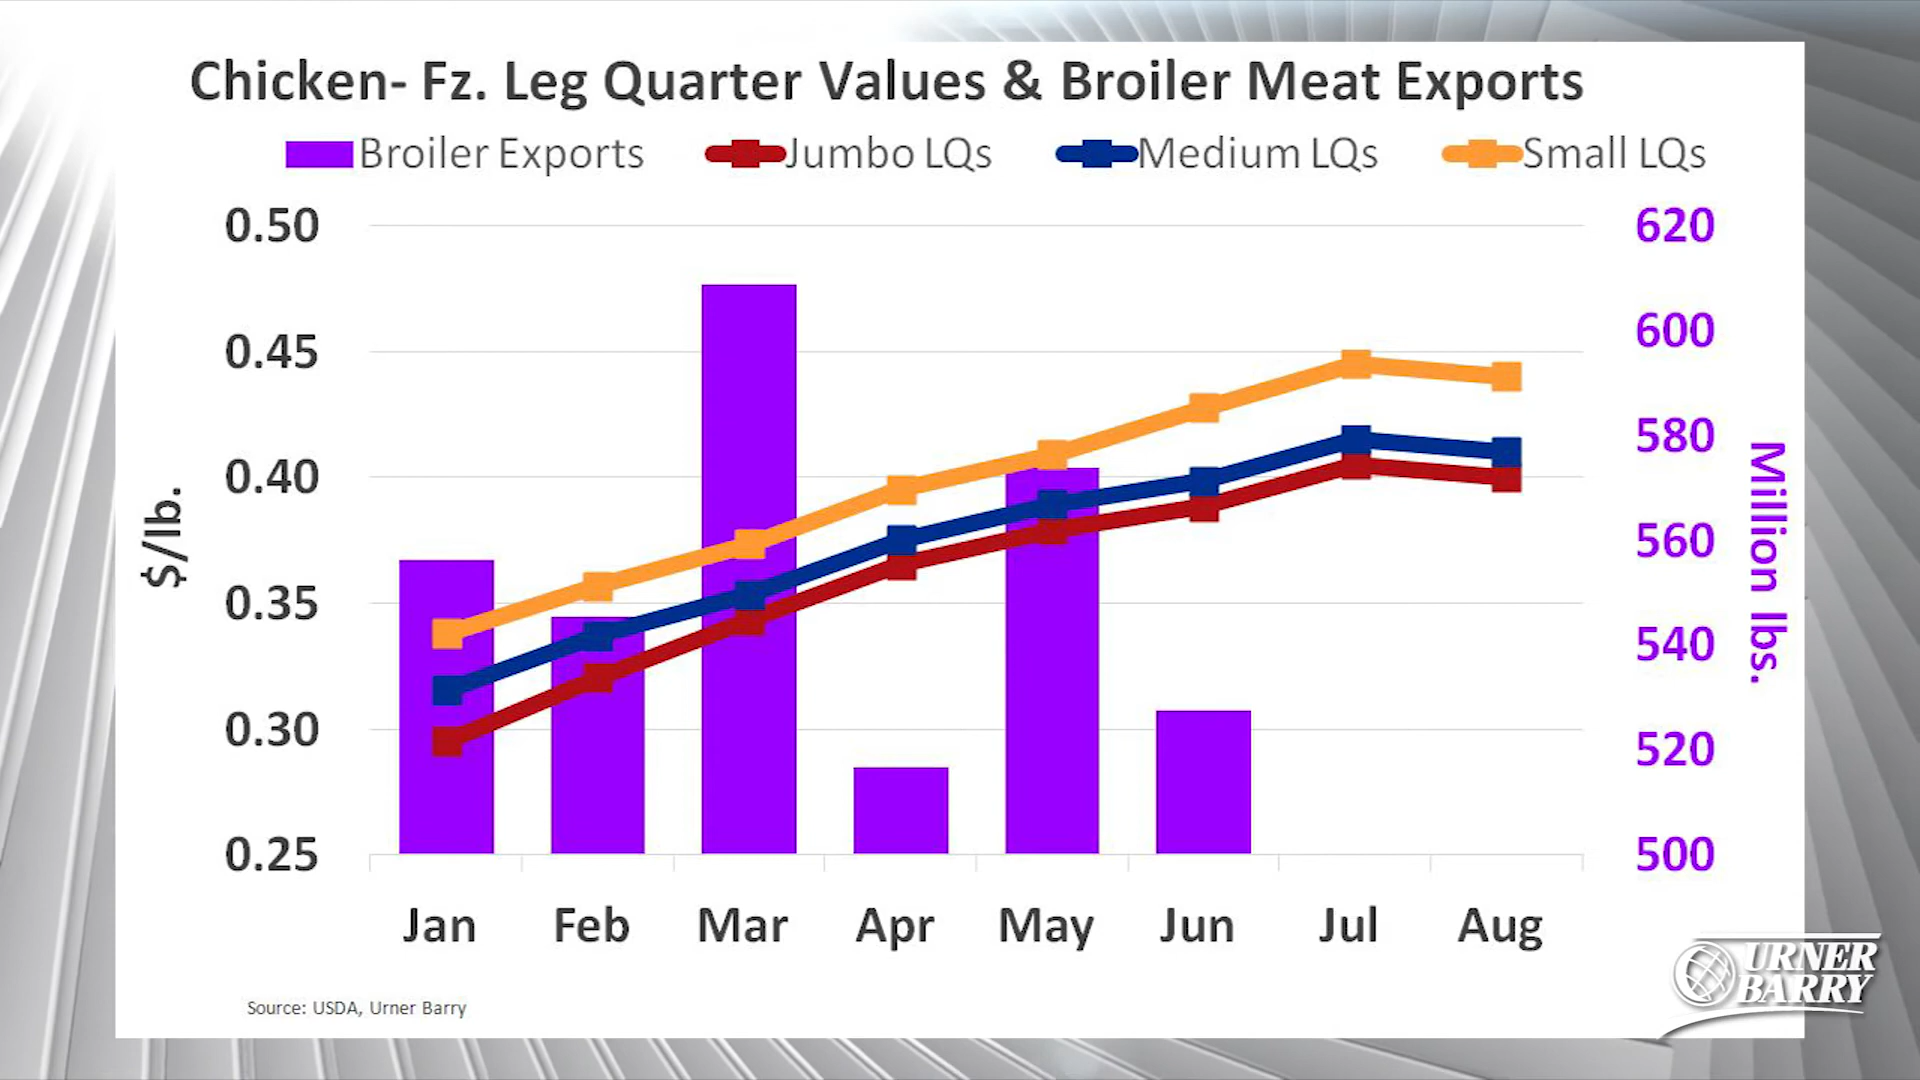 Chicken- Fz. Leg Quarter Values & Broiler Meat Exports
Broiler Exports Jumbo LQs Medium LQs Small LQs
0.50
0.45
0.40
0.35
0.30
0.25
$/lb.
620
600
580
560
540
520
500
Million lbs.
Jan Feb Mar Apr May Jun Jul Aug
Source: USDA, Urner Barry
URNER
BARRY